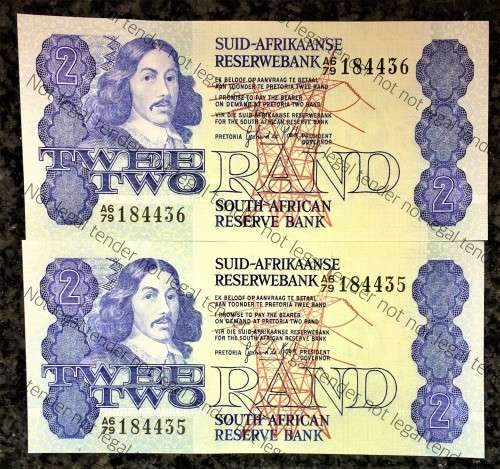 2
SUID-AFRIKAANSE
RESERWEBANK
A6
79 184436
EK BELOOF OP AANVRAAG TE BETAAL
AAN TOONDER TE PRETORIA TWEE RAND
I PROMISE TO PAY THE BEARER
ON DEMAND AT PRETORIA TWO RAND
VIR DIE SUID-AFRIKAANSE RESERWEBANK
FOR THE SOUTH AFRICAN RESERVE BANK
PRETORIA PRESIDENT
GOVERNOR
TWEE
TWO RAND
2
A6
79 184436
SOUTH AFRICAN
RESERVE BANK
2
SUID-AFRIKAANSE
RESERWEBANK
A6
79 184435
EK BELOOF OP AANVRAAG TE BETAAL
AAN TOONDER TE PRETORIA TWEE RAND
I PROMISE TO PAY THE BEARER
ON DEMAND AT PRETORIA TWO RAND
VIR DIE SUID-AFRIKAANSE RESERWEBANK
FOR THE SOUTH AFRICAN RESERVE BANK
PRETORIA PRESIDENT
GOVERNOR
TWEE
TWO RAND
2
A6
79 184435
SOUTH AFRICAN
RESERVE BANK
Not legal tender not legal tender not legal tender